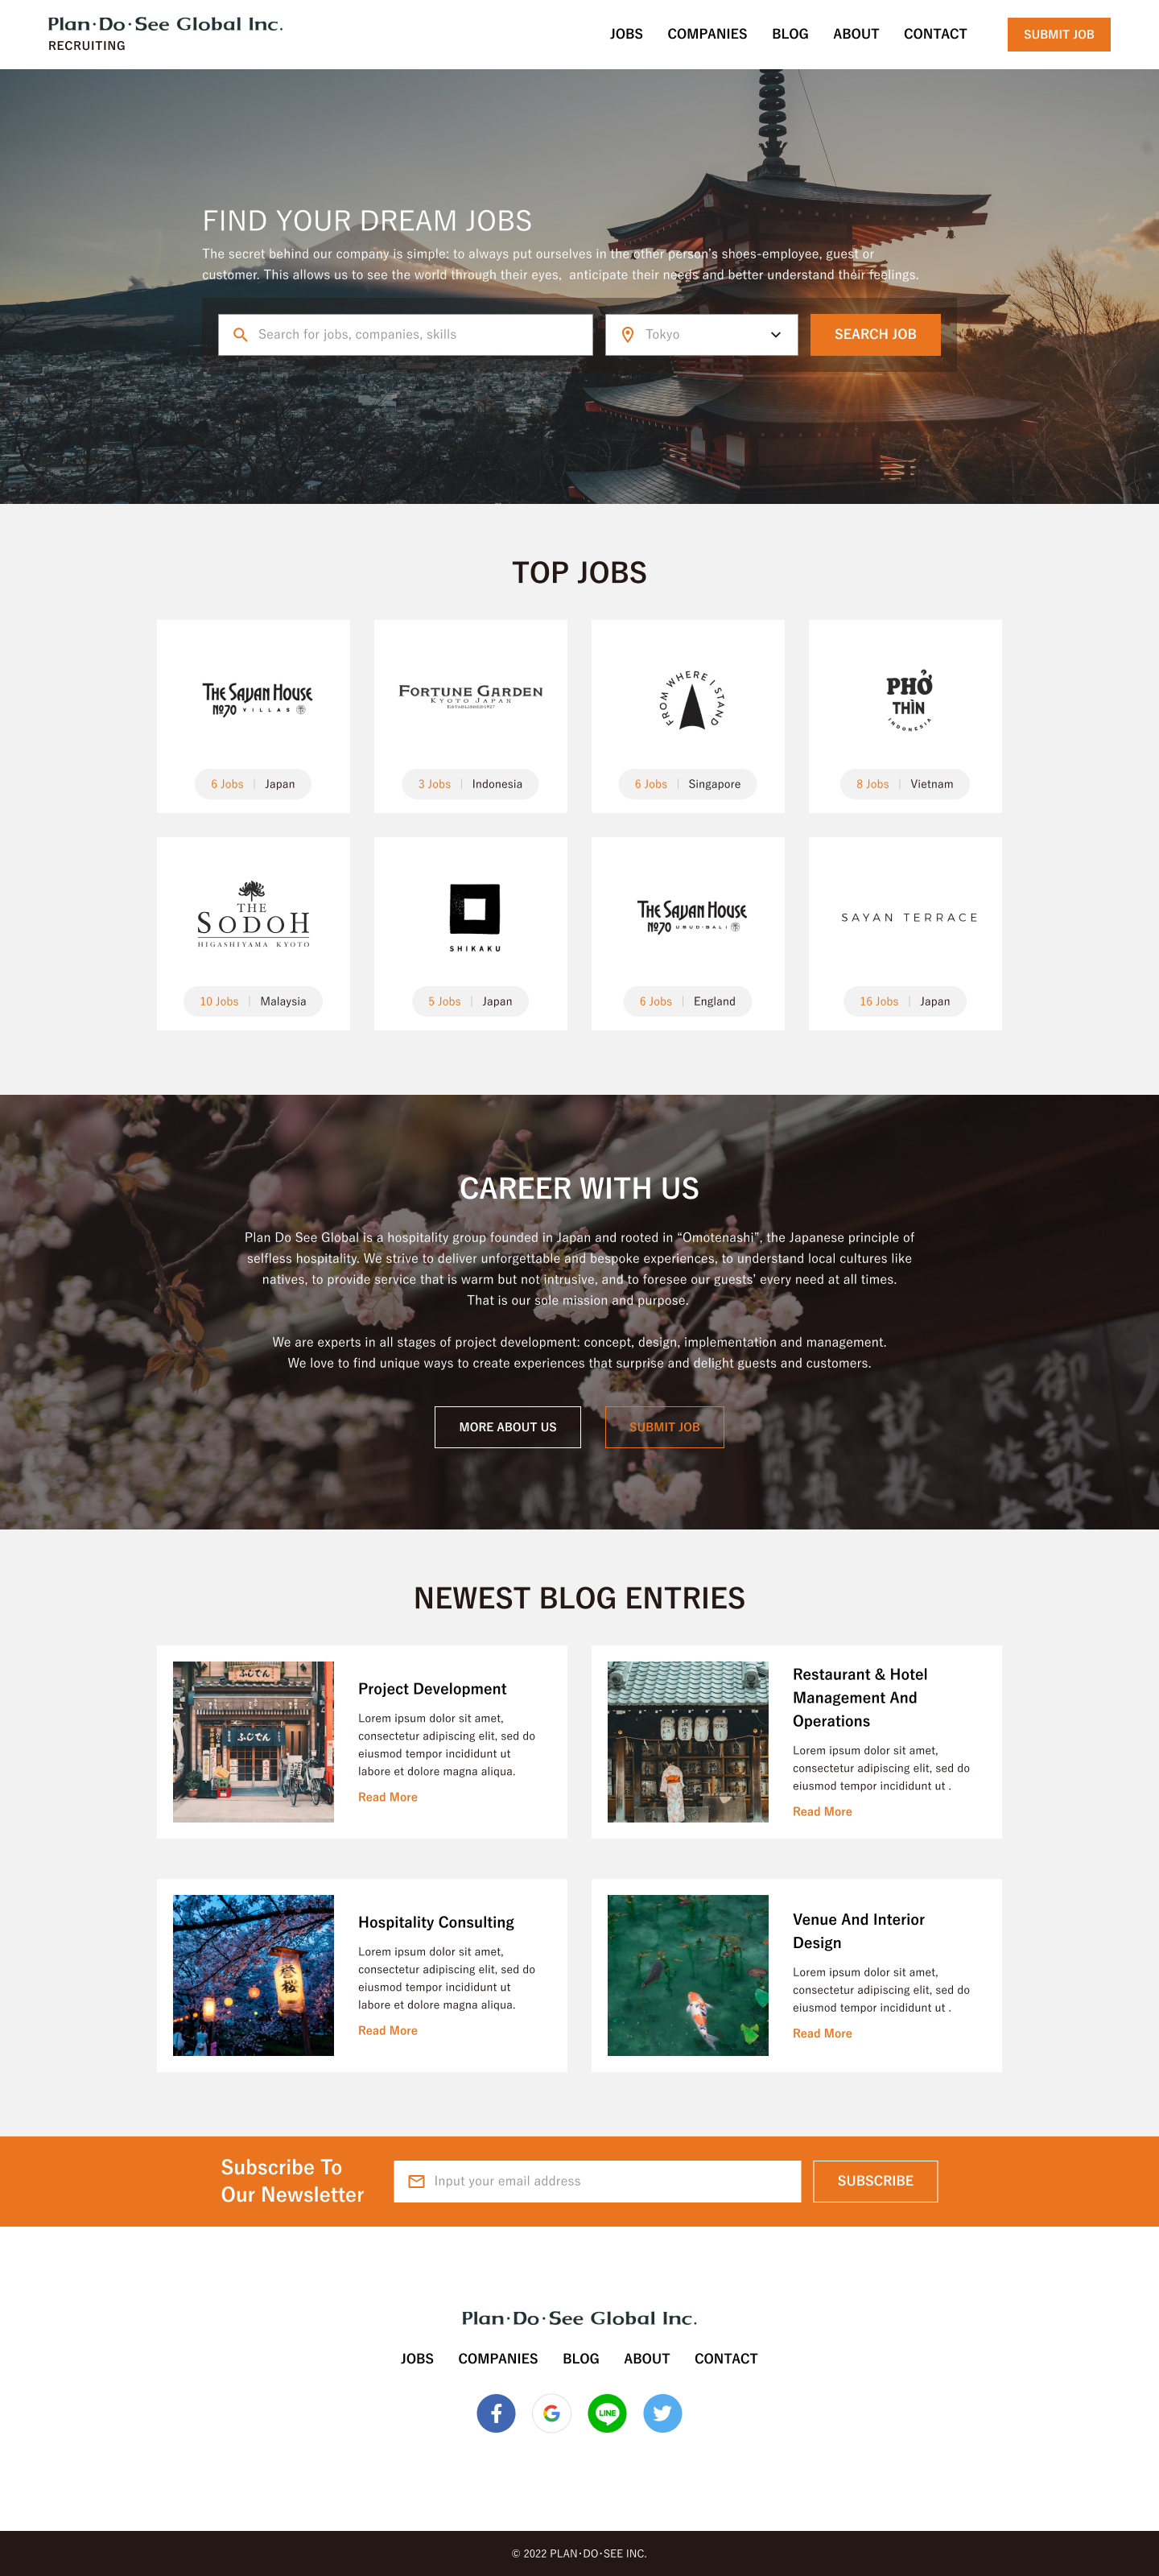 Plan·Do·See Global Inc.
RECRUITING
JOBS COMPANIES BLOG ABOUT CONTACT SUBMIT JOB
FIND YOUR DREAM JOBS
The secret behind our company is simple: to always put ourselves in the other person's shoes-employee, guest or
customer. This allows us to see the world through their eyes, anticipate their needs and better understand their feelings.
Search for jobs, companies, skills
Tokyo
SEARCH JOB
TOP JOBS
THE SAYAN HOUSE
No70 VILLAS
6 Jobs | Japan
FORTUNE GARDEN
KYOTO JAPAN
3 Jobs | Indonesia
FROM WHERE I STAND
6 Jobs | Singapore
PHỞ
THÌN
INDONESIA
8 Jobs | Vietnam
THE
SODOH
HIGASHIYAMA KYOTO
10 Jobs | Malaysia
SHIKAKU
5 Jobs | Japan
THE SAYAN HOUSE
No70 UBUD·BALI
6 Jobs | England
SAYAN TERRACE
16 Jobs | Japan
CAREER WITH US
Plan Do See Global is a hospitality group founded in Japan and rooted in “Omotenashi”, the Japanese principle of
selfless hospitality. We strive to deliver unforgettable and bespoke experiences, to understand local cultures like
natives, to provide service that is warm but not intrusive, and to foresee our guests’ every need at all times.
That is our sole mission and purpose.
We are experts in all stages of project development: concept, design, implementation and management.
We love to find unique ways to create experiences that surprise and delight guests and customers.
MORE ABOUT US
SUBMIT JOB
NEWEST BLOG ENTRIES
ふじでん
ふじでん
Project Development
Lorem ipsum dolor sit amet,
consectetur adipiscing elit, sed do
eiusmod tempor incididunt ut
labore et dolore magna aliqua.
Read More
Restaurant & Hotel
Management And
Operations
Lorem ipsum dolor sit amet,
consectetur adipiscing elit, sed do
eiusmod tempor incididunt ut .
Read More
誉桜
Hospitality Consulting
Lorem ipsum dolor sit amet,
consectetur adipiscing elit, sed do
eiusmod tempor incididunt ut
labore et dolore magna aliqua.
Read More
Venue And Interior
Design
Lorem ipsum dolor sit amet,
consectetur adipiscing elit, sed do
eiusmod tempor incididunt ut .
Read More
Subscribe To
Our Newsletter
Input your email address
SUBSCRIBE
Plan·Do·See Global Inc.
JOBS COMPANIES BLOG ABOUT CONTACT
LINE
© 2022 PLAN･DO･SEE INC.